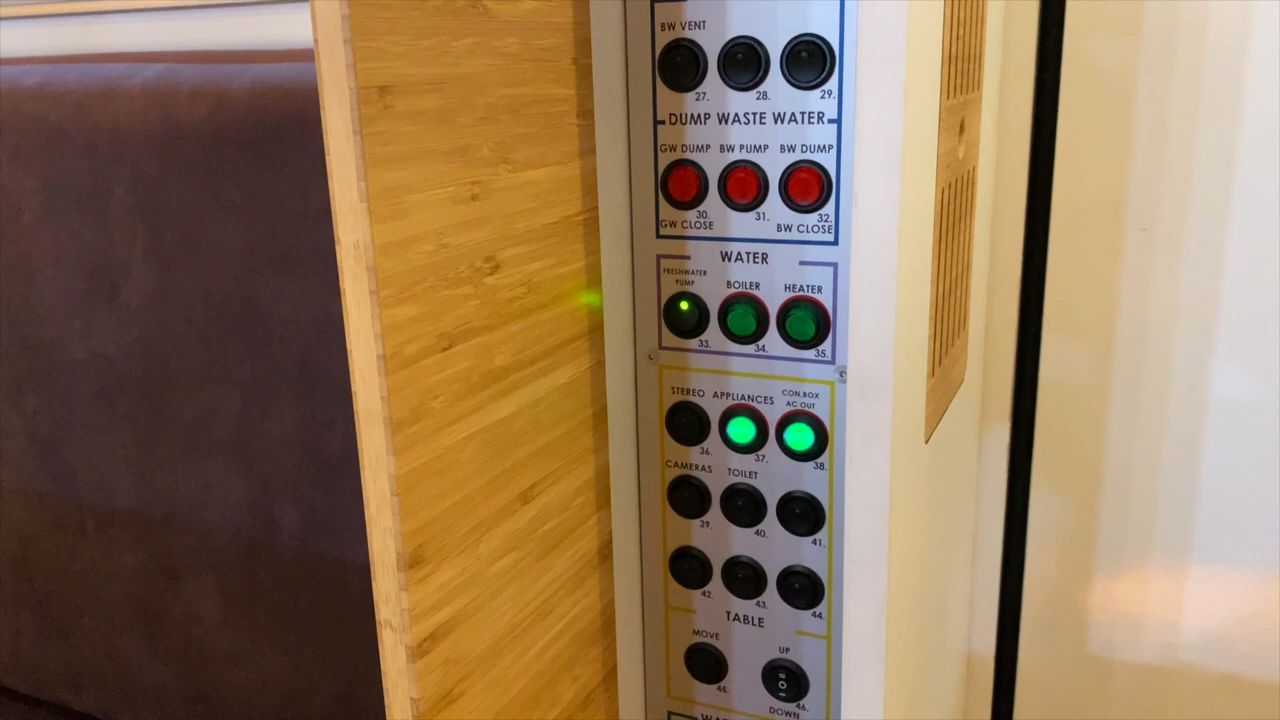 BW VENT
27. 28. 29.
DUMP WASTE WATER
GW DUMP BW PUMP BW DUMP
30. 31. 32.
GW CLOSE BW CLOSE
WATER
FRESHWATER
PUMP BOILER HEATER
33. 34. 35.
STEREO APPLIANCES CON.BOX
AC OUT
36. 37. 38.
CAMERAS TOILET
39. 40. 41.
42. 43. 44.
TABLE
MOVE UP
45. 46.
DOWN